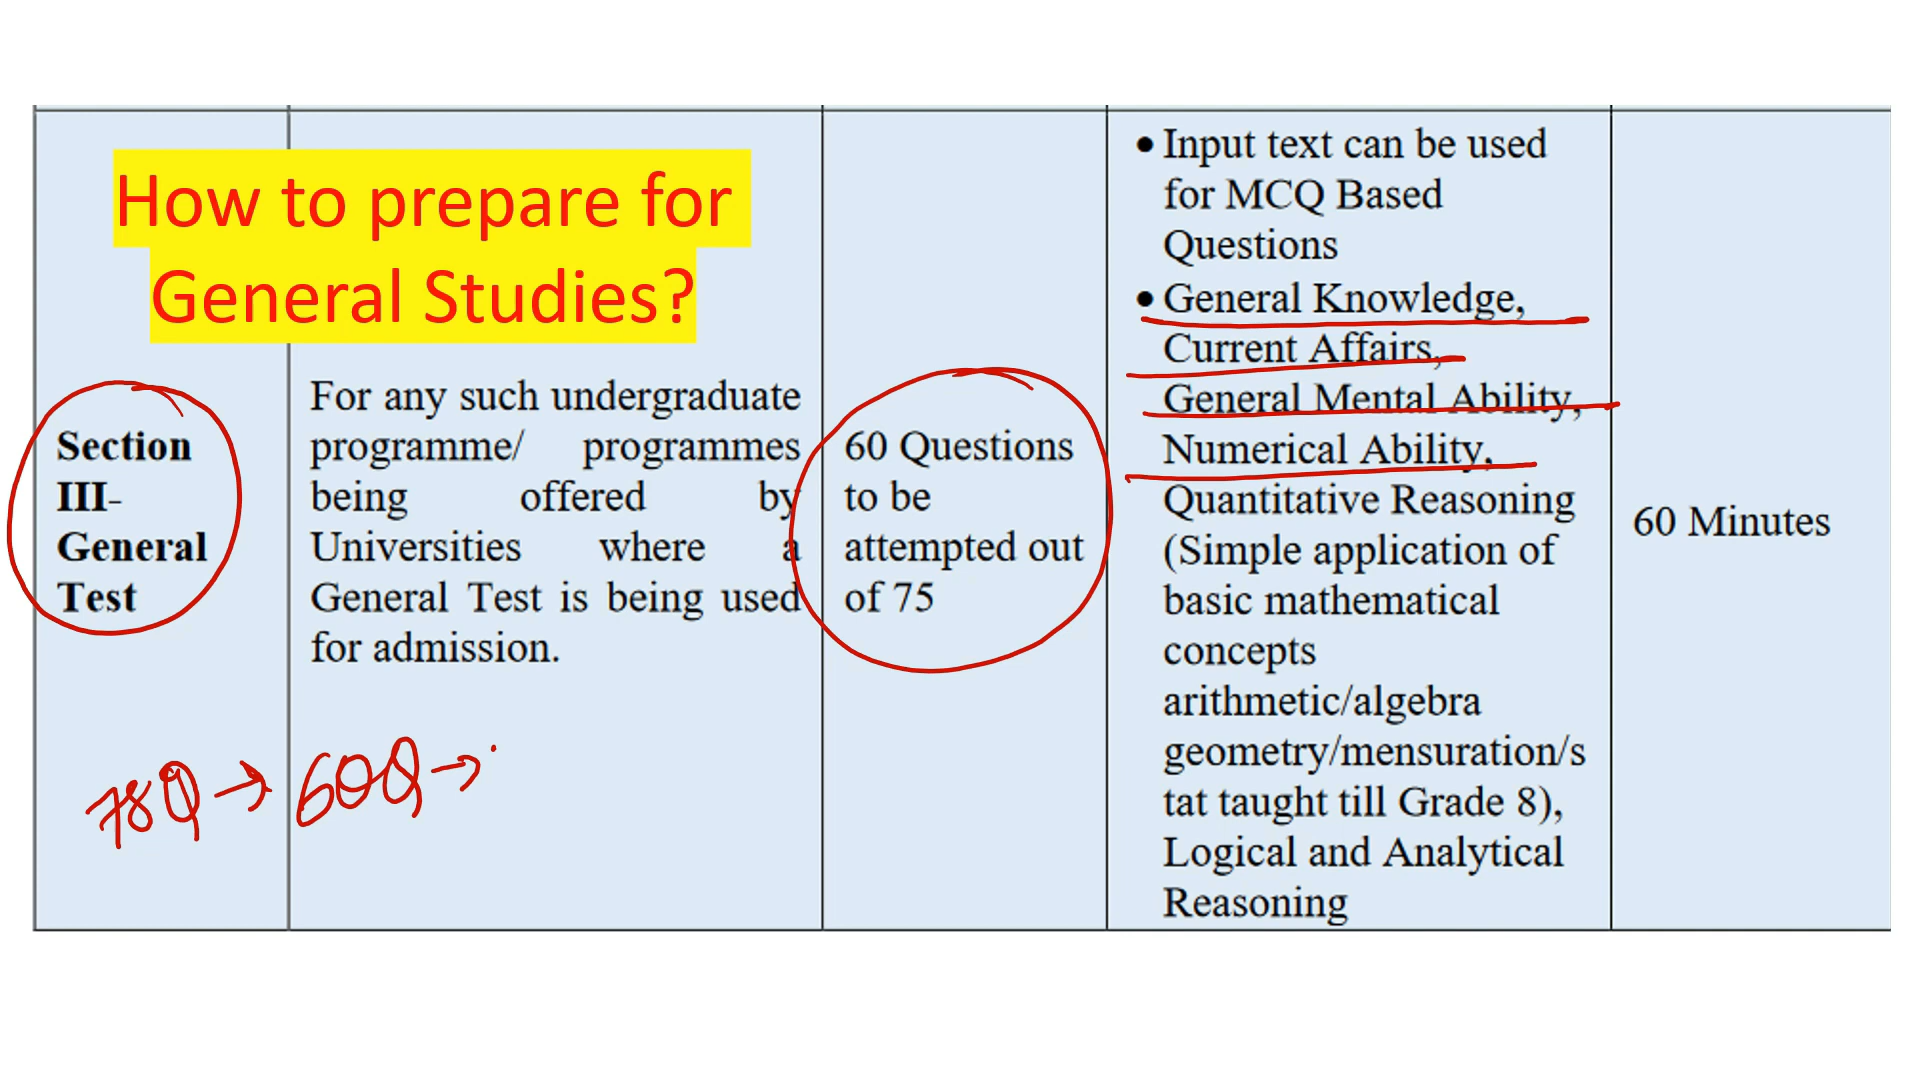 How to prepare for
General Studies?
Section
III-
General
Test
For any such undergraduate
programme/ programmes
being offered by
Universities where a
General Test is being used
for admission.
60 Questions
to be
attempted out
of 75
• Input text can be used
for MCQ Based
Questions
• General Knowledge,
Current Affairs,
General Mental Ability,
Numerical Ability,
Quantitative Reasoning
(Simple application of
basic mathematical
concepts
arithmetic/algebra
geometry/mensuration/s
tat taught till Grade 8),
Logical and Analytical
Reasoning
60 Minutes
78Q → 60Q →